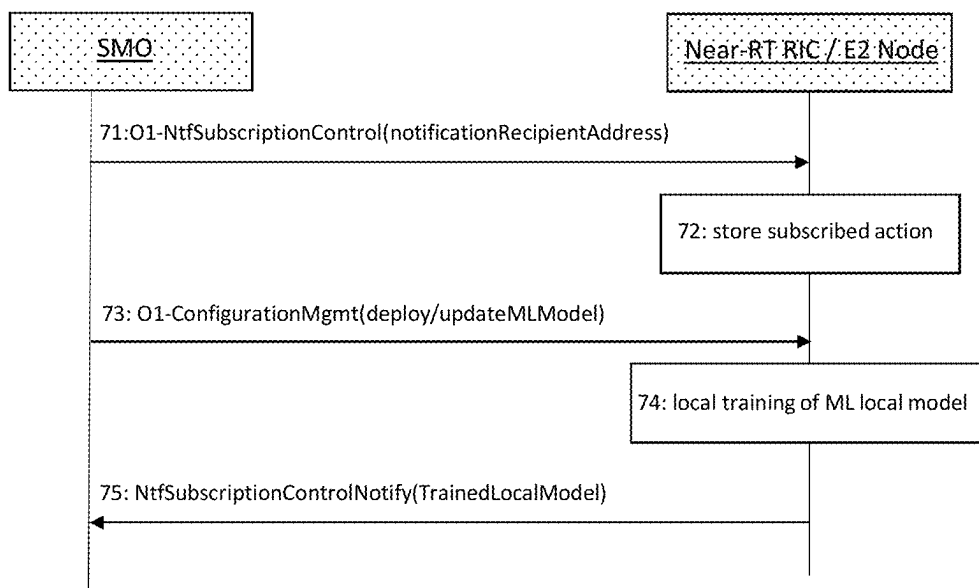 SMO
Near-RT RIC / E2 Node
71:O1-NtfSubscriptionControl(notificationRecipientAddress)
72: store subscribed action
73: O1-ConfigurationMgmt(deploy/updateMLModel)
74: local training of ML local model
75: NtfSubscriptionControlNotify(TrainedLocalModel)